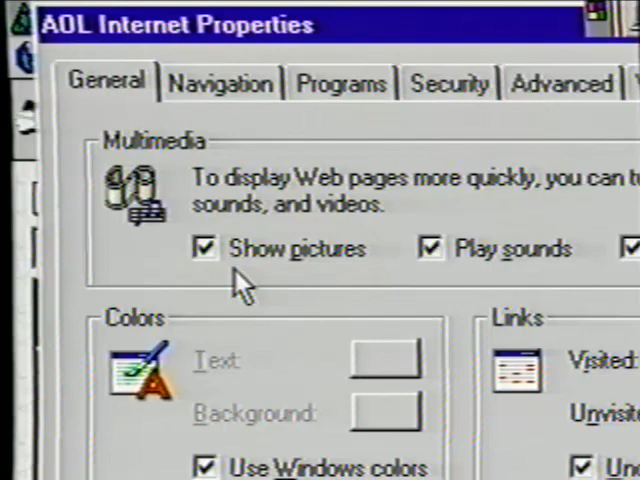 AOL Internet Properties
General Navigation Programs Security Advanced
Multimedia
To display Web pages more quickly, you can
sounds, and videos.
Show pictures Play sounds
Colors Links
Text: Visited:
Background:
Use Windows colors